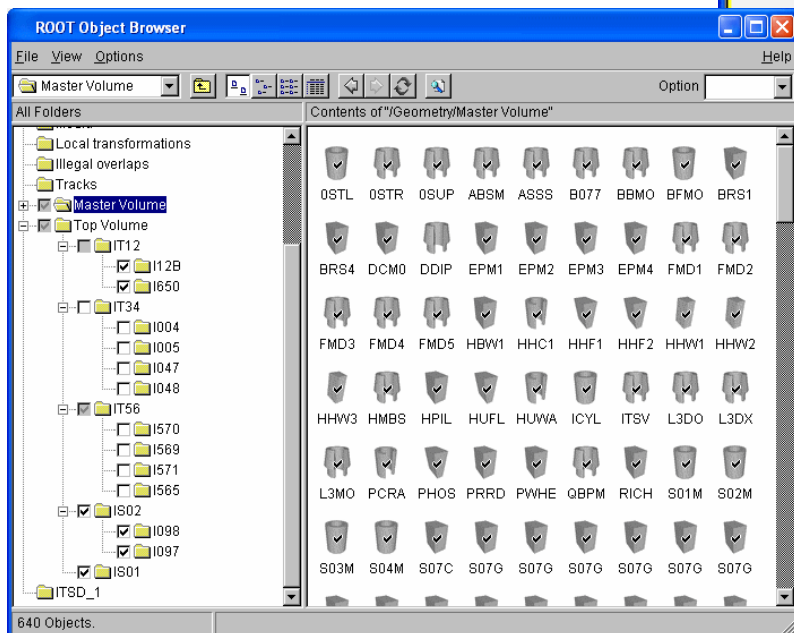 ROOT Object Browser
File View Options Help
Master Volume Option
All Folders Contents of "/Geometry/Master Volume"
Local transformations
Illegal overlaps
Tracks
Master Volume
Top Volume
IT12
I12B
I650
IT34
I004
I005
I047
I048
IT56
I570
I569
I571
I565
IS02
I098
I097
IS01
ITSD_1
0STL 0STR 0SUP ABSM ASSS B077 BBMO BFMO BRS1
BRS4 DCM0 DDIP EPM1 EPM2 EPM3 EPM4 FMD1 FMD2
FMD3 FMD4 FMD5 HBW1 HHC1 HHF1 HHF2 HHW1 HHW2
HHW3 HMBS HPIL HUFL HUWA ICYL ITSV L3DO L3DX
L3MO PCRA PHOS PRRD PWHE QBPM RICH S01M S02M
S03M S04M S07C S07G S07G S07G S07G S07G S07G
640 Objects.